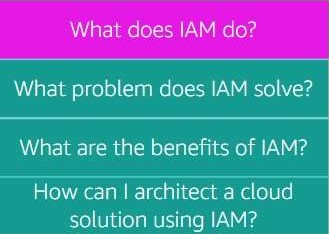 What does IAM do?
What problem does IAM solve?
What are the benefits of IAM?
How can I architect a cloud
solution using IAM?